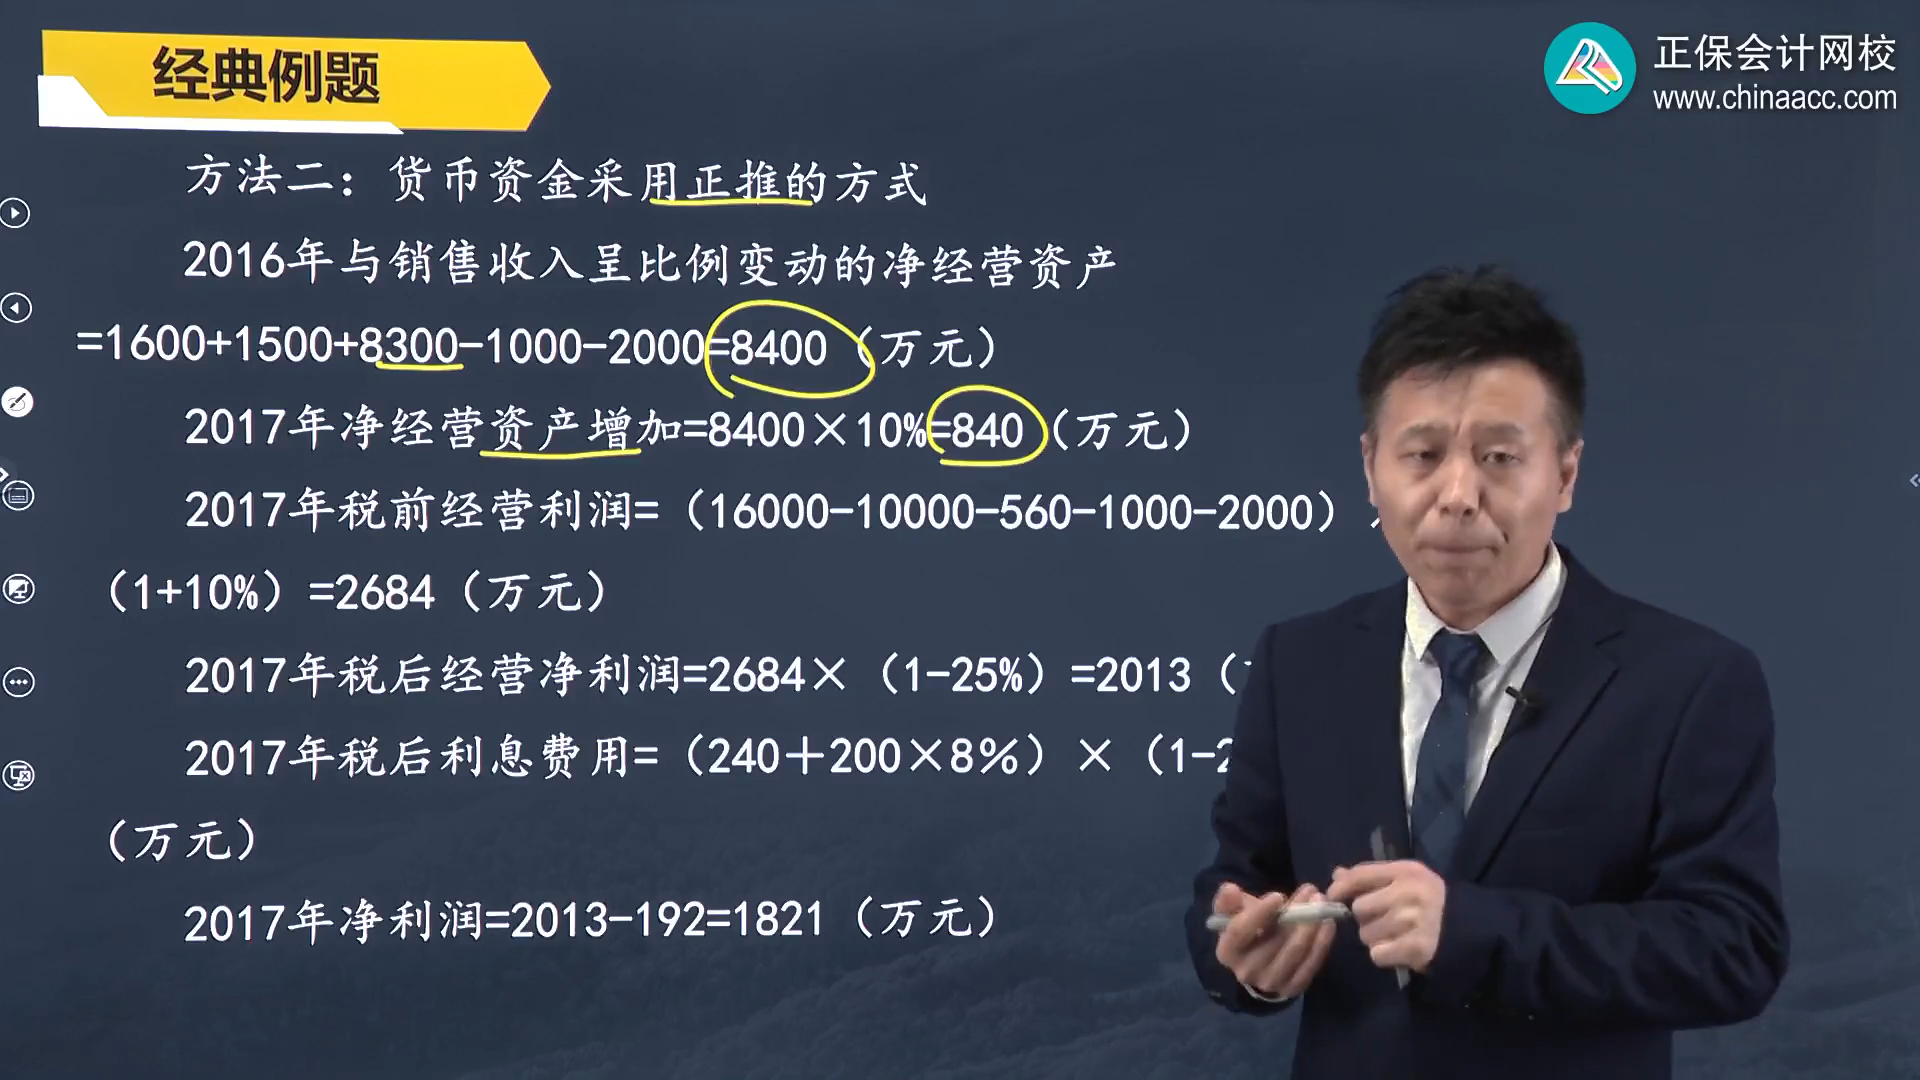 经典例题
正保会计网校
www.chinaacc.com
方法二：货币资金采用正推的方式
2016年与销售收入呈比例变动的净经营资产
=1600+1500+8300-1000-2000=8400（万元）
2017年净经营资产增加=8400×10%=840（万元）
2017年税前经营利润=（16000-10000-560-1000-2000）
（1+10%）=2684（万元）
2017年税后经营净利润=2684×（1-25%）=2013（
2017年税后利息费用=（240＋200×8％）×（1-2
（万元）
2017年净利润=2013-192=1821（万元）